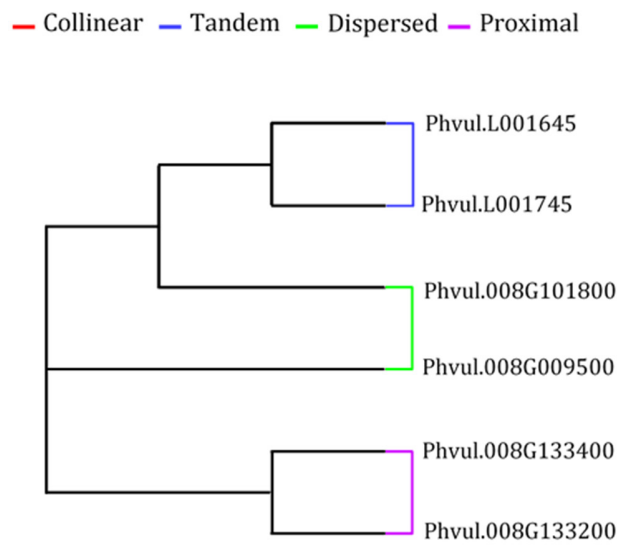 Collinear Tandem Dispersed Proximal
Phvul.L001645
Phvul.L001745
Phvul.008G101800
Phvul.008G009500
Phvul.008G133400
Phvul.008G133200